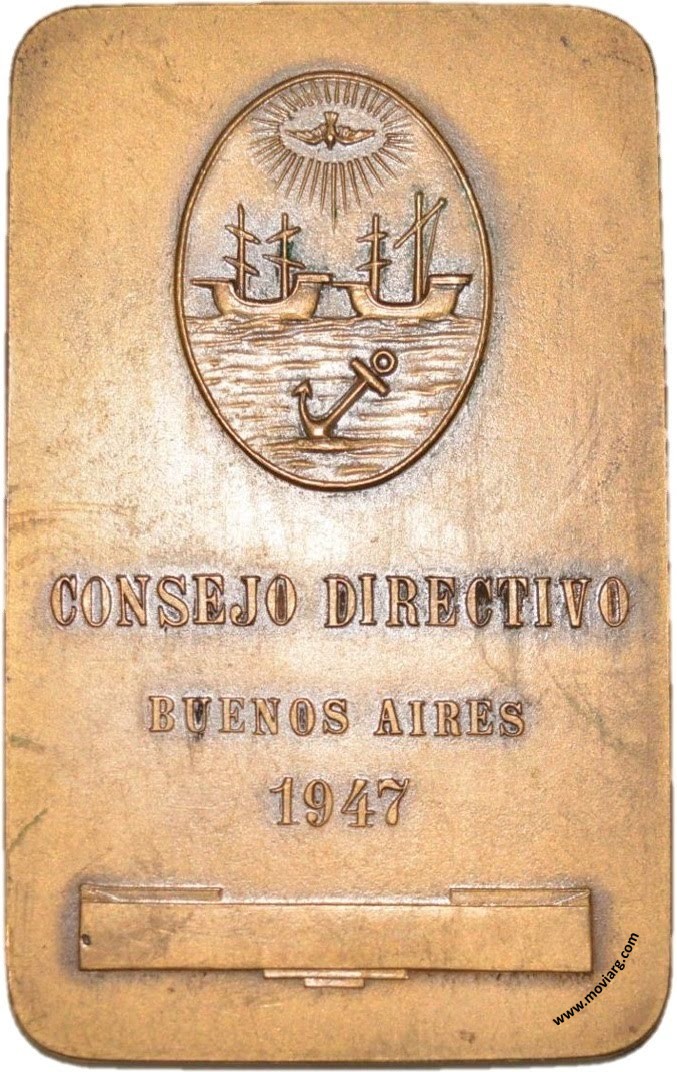 CONSEJO DIRECTIVO
BUENOS AIRES
1947
www.moviarg.com